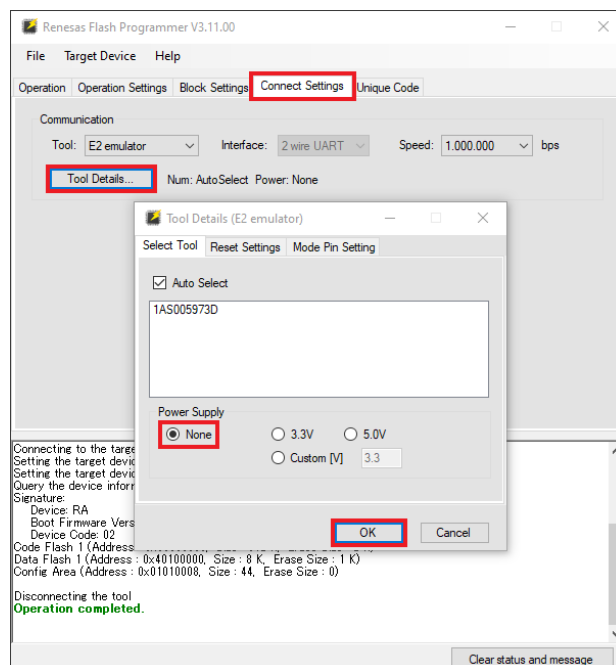 Renesas Flash Programmer V3.11.00
File Target Device Help
Operation Operation Settings Block Settings Connect Settings Unique Code
Communication
Tool: E2 emulator Interface: 2 wire UART Speed: 1.000.000 bps
Tool Details... Num: AutoSelect Power: None
Tool Details (E2 emulator)
Select Tool Reset Settings Mode Pin Setting
Auto Select
1AS005973D
Power Supply
None 3.3V 5.0V
Custom [V] 3.3
OK Cancel
Connecting to the targe
Setting the target devic
Setting the target devic
Query the device inforr
Signature:
Device: RA
Boot Firmware Vers
Device Code: 02
Code Flash 1 (Address
Data Flash 1 (Address : 0x40100000, Size : 8 K, Erase Size : 1 K)
Config Area (Address : 0x01010008, Size : 44, Erase Size : 0)
Disconnecting the tool
Operation completed.
Clear status and message